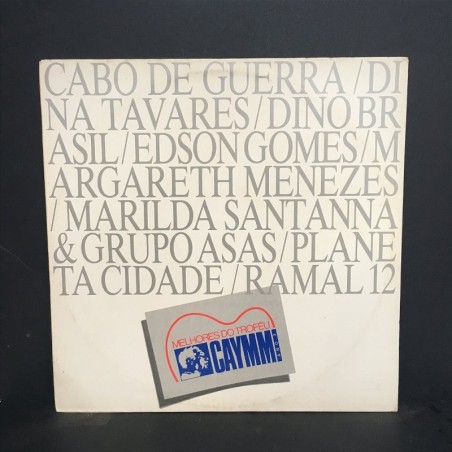 CABO DE GUERRA/DI
NA TAVARES/DINO BR
ASIL/EDSON GOMES/M
ARGARETH MENEZES
/MARILDA SANTANNA
& GRUPO ASAS/PLANE
TA CIDADE/RAMAL 12
MELHORES DO TROFÉU
CAYMMI